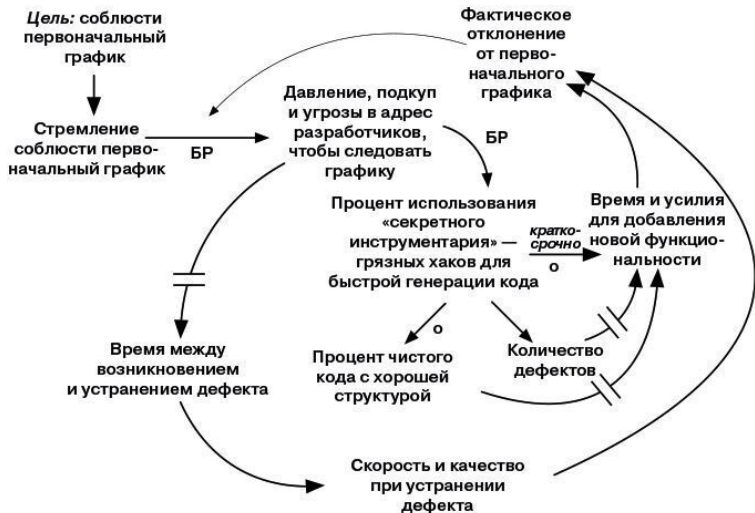 Цель: соблюсти
первоначальный
график
Фактическое
отклонение
от перво-
начального
графика
Стремление
соблюсти перво-
начальный график
БР
Давление, подкуп
и угрозы в адрес
разработчиков,
чтобы следовать
графику
БР
Процент использования
«секретного
инструментария» —
грязных хаков для
быстрой генерации кода
кратко-
срочно
о
Время и усилия
для добавления
новой функцио-
нальности
о
Время между
возникновением
и устранением дефекта
Процент чистого
кода с хорошей
структурой
Количество
дефектов
Скорость и качество
при устранении
дефекта